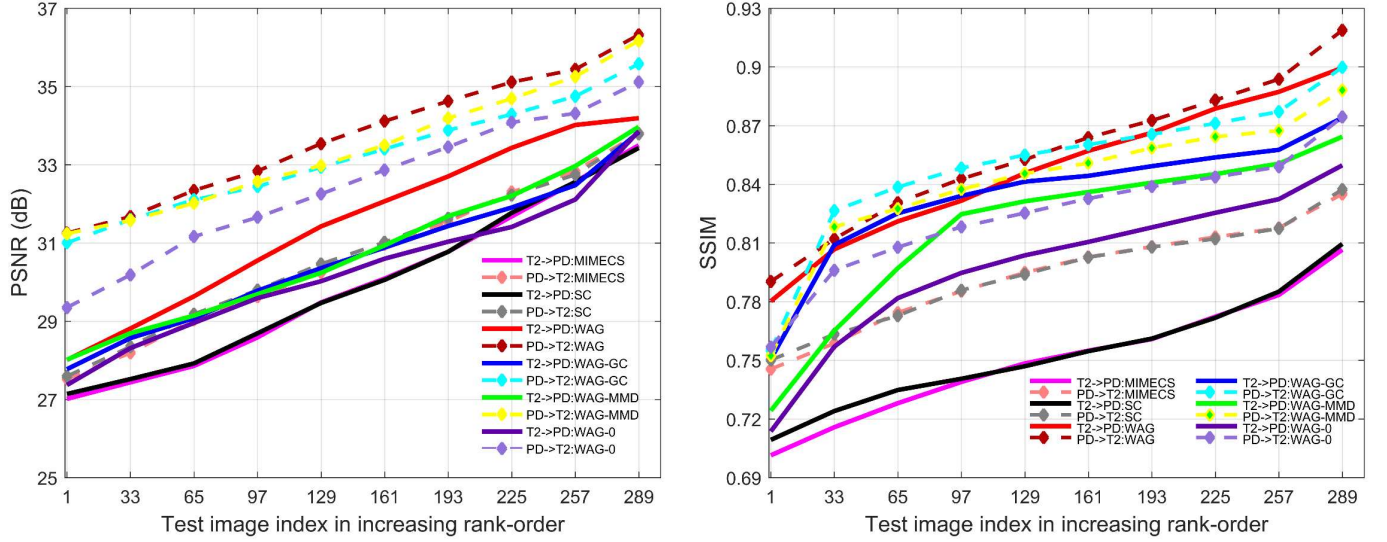 37
35
33
31
29
27
25
PSNR (dB)
T2->PD:MIMECS
PD->T2:MIMECS
T2->PD:SC
PD->T2:SC
T2->PD:WAG
PD->T2:WAG
T2->PD:WAG-GC
PD->T2:WAG-GC
T2->PD:WAG-MMD
PD->T2:WAG-MMD
T2->PD:WAG-0
PD->T2:WAG-0
1 33 65 97 129 161 193 225 257 289
Test image index in increasing rank-order
0.93
0.9
0.87
0.84
0.81
0.78
0.75
0.72
0.69
SSIM
T2->PD:MIMECS
PD->T2:MIMECS
T2->PD:SC
PD->T2:SC
T2->PD:WAG
PD->T2:WAG
T2->PD:WAG-GC
PD->T2:WAG-GC
T2->PD:WAG-MMD
PD->T2:WAG-MMD
T2->PD:WAG-0
PD->T2:WAG-0
1 33 65 97 129 161 193 225 257 289
Test image index in increasing rank-order